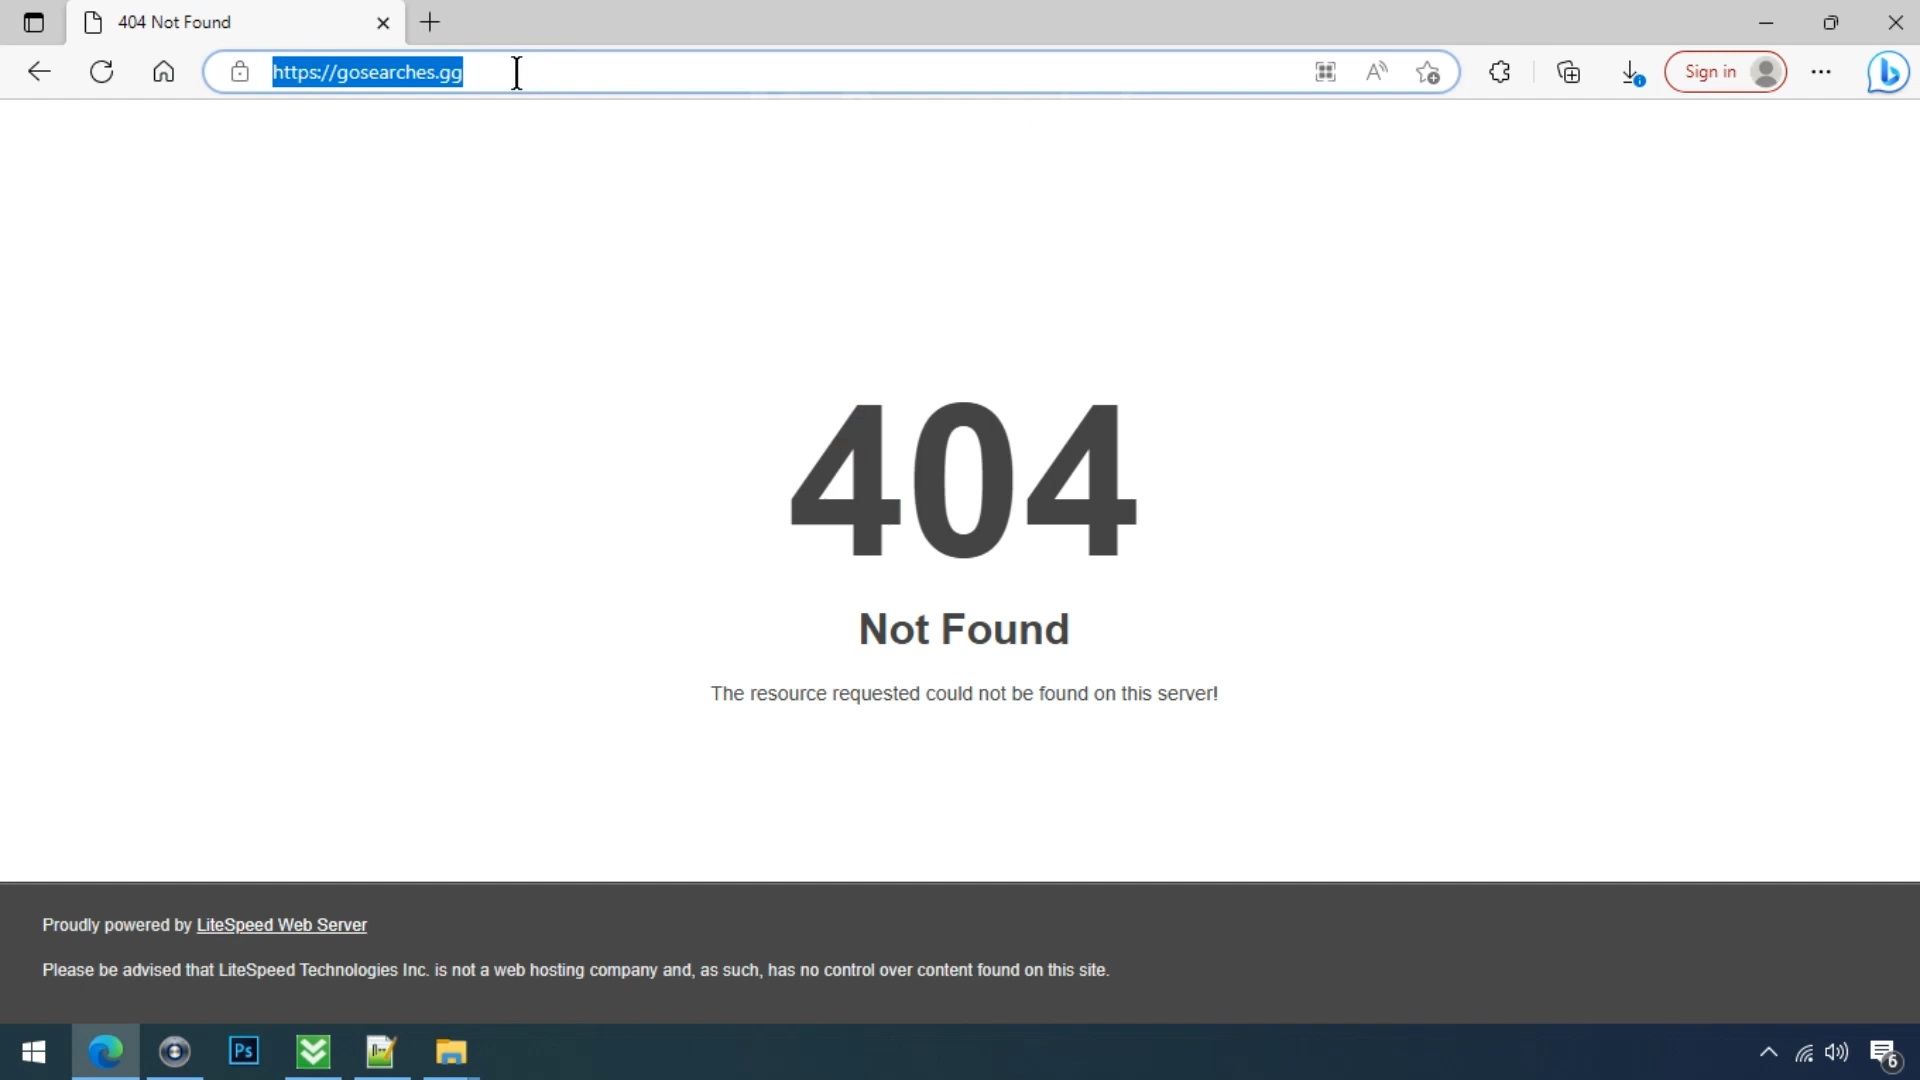 404 Not Found
https://gosearches.gg
Sign in
404
Not Found
The resource requested could not be found on this server!
Proudly powered by LiteSpeed Web Server
Please be advised that LiteSpeed Technologies Inc. is not a web hosting company and, as such, has no control over content found on this site.
Ps
6